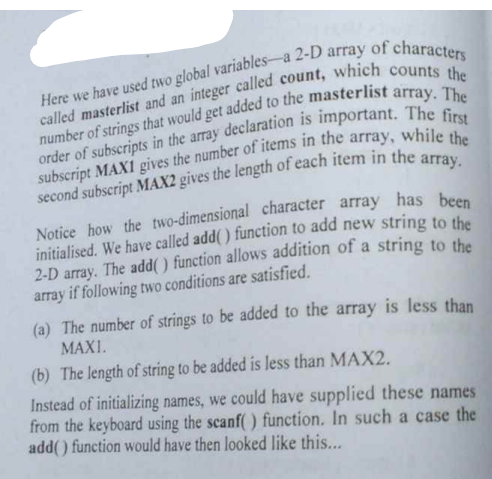 Here we have used two global variables—a 2-D array of characters
called masterlist and an integer called count, which counts the
number of strings that would get added to the masterlist array. The
order of subscripts in the array declaration is important. The first
subscript MAX1 gives the number of items in the array, while the
second subscript MAX2 gives the length of each item in the array.
Notice how the two-dimensional character array has been
initialised. We have called add( ) function to add new string to the
2-D array. The add( ) function allows addition of a string to the
array if following two conditions are satisfied.
(a) The number of strings to be added to the array is less than
MAX1.
(b) The length of string to be added is less than MAX2.
Instead of initializing names, we could have supplied these names
from the keyboard using the scanf( ) function. In such a case the
add( ) function would have then looked like this...